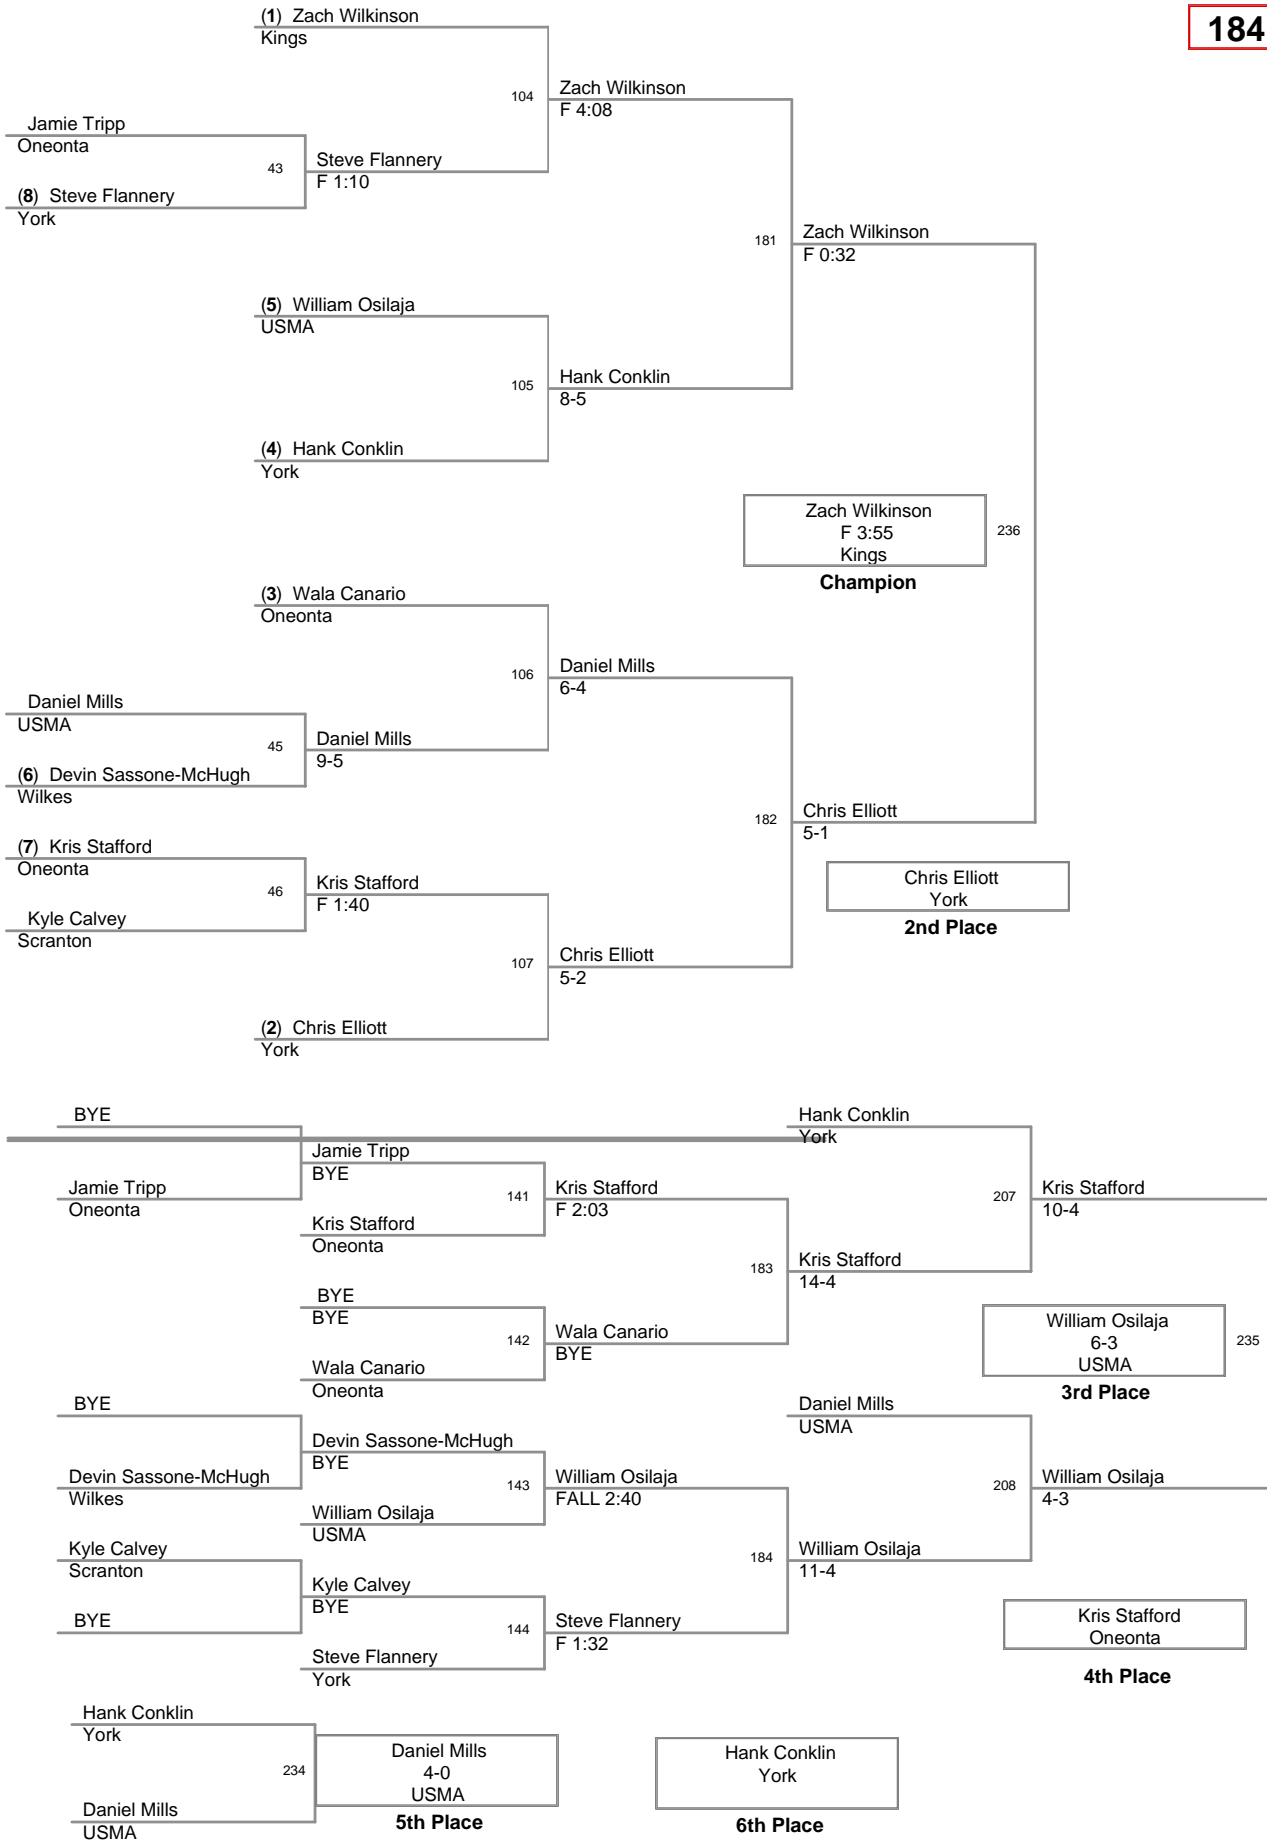 (1) Zach Wilkinson
Kings
184
104
Zach Wilkinson
F 4:08
Jamie Tripp
Oneonta
43
Steve Flannery
F 1:10
(8) Steve Flannery
York
181
Zach Wilkinson
F 0:32
(5) William Osilaja
USMA
105
Hank Conklin
8-5
(4) Hank Conklin
York
Zach Wilkinson
F 3:55
Kings
236
Champion
(3) Wala Canario
Oneonta
106
Daniel Mills
6-4
Daniel Mills
USMA
45
Daniel Mills
9-5
(6) Devin Sassone-McHugh
Wilkes
182
Chris Elliott
5-1
(7) Kris Stafford
Oneonta
46
Kris Stafford
F 1:40
Chris Elliott
York
2nd Place
Kyle Calvey
Scranton
107
Chris Elliott
5-2
(2) Chris Elliott
York
BYE
Hank Conklin
York
Jamie Tripp
BYE
Jamie Tripp
Oneonta
141
Kris Stafford
F 2:03
207
Kris Stafford
10-4
Kris Stafford
Oneonta
183
Kris Stafford
14-4
BYE
BYE
142
Wala Canario
BYE
William Osilaja
6-3
USMA
235
3rd Place
Wala Canario
Oneonta
BYE
Daniel Mills
USMA
Devin Sassone-McHugh
BYE
Devin Sassone-McHugh
Wilkes
143
William Osilaja
FALL 2:40
208
William Osilaja
4-3
William Osilaja
USMA
Kyle Calvey
Scranton
184
William Osilaja
11-4
Kyle Calvey
BYE
BYE
144
Steve Flannery
F 1:32
Kris Stafford
Oneonta
4th Place
Steve Flannery
York
Hank Conklin
York
234
Daniel Mills
4-0
USMA
5th Place
Hank Conklin
York
6th Place
Daniel Mills
USMA